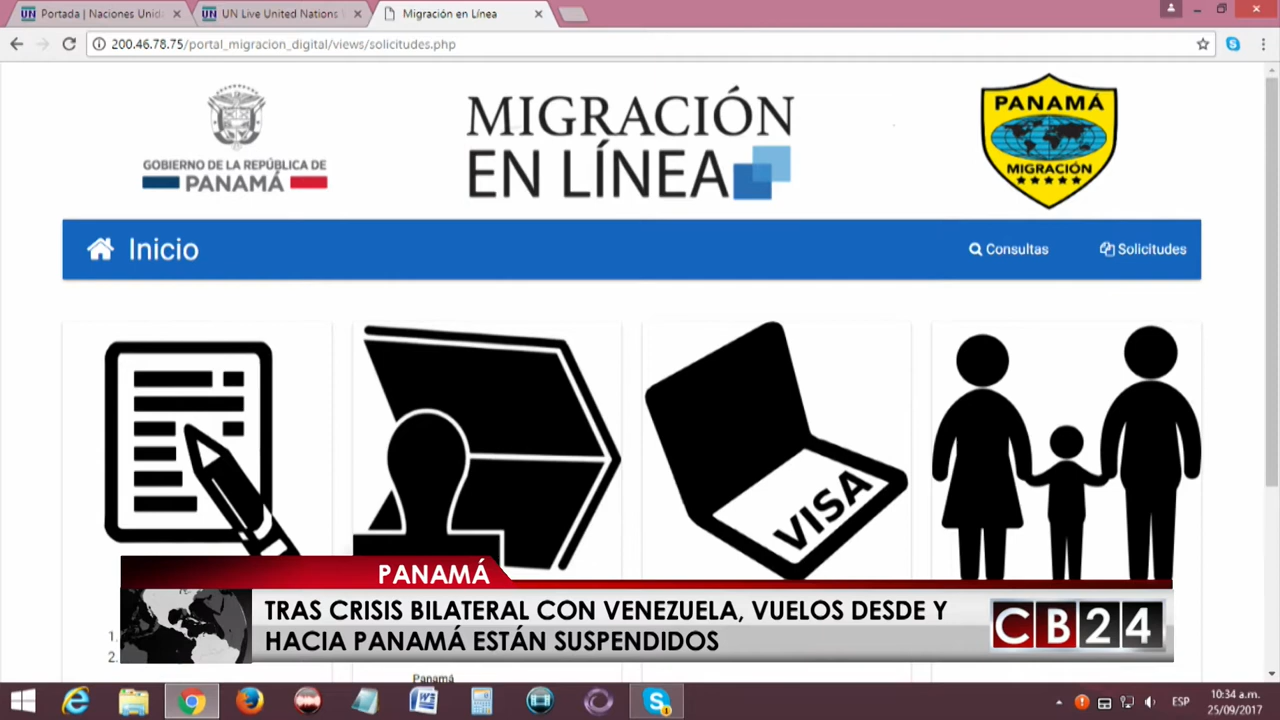 Portada | Naciones Unid
UN Live United Nations
Migración en Línea
200.46.78.75/portal_migracion_digital/views/solicitudes.php
GOBIERNO DE LA REPÚBLICA DE
PANAMÁ
MIGRACIÓN
EN LÍNEA
PANAMÁ
MIGRACIÓN
Inicio
Consultas
Solicitudes
VISA
PANAMÁ
TRAS CRISIS BILATERAL CON VENEZUELA, VUELOS DESDE Y
HACIA PANAMÁ ESTÁN SUSPENDIDOS
CB24
1.
2.
Panamá
ESP
10:34 a.m.
25/09/2017